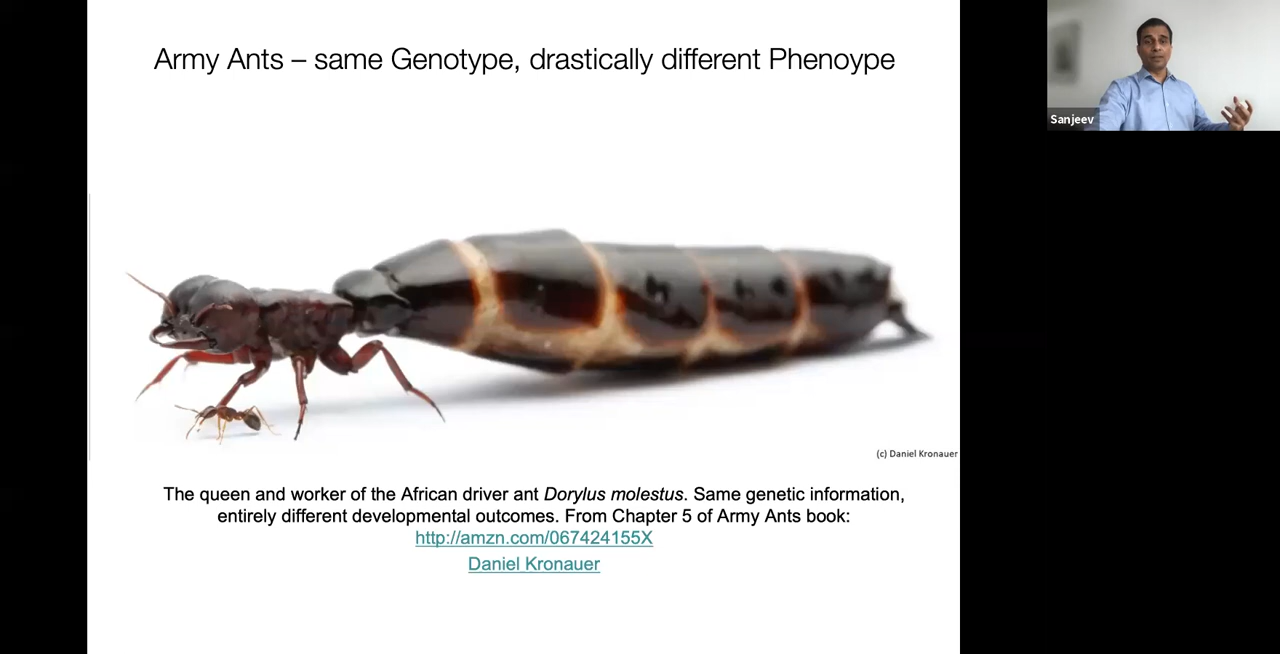 Army Ants – same Genotype, drastically different Phenoype
Sanjeev
(c) Daniel Kronauer
The queen and worker of the African driver ant Dorylus molestus. Same genetic information,
entirely different developmental outcomes. From Chapter 5 of Army Ants book:
http://amzn.com/067424155X
Daniel Kronauer